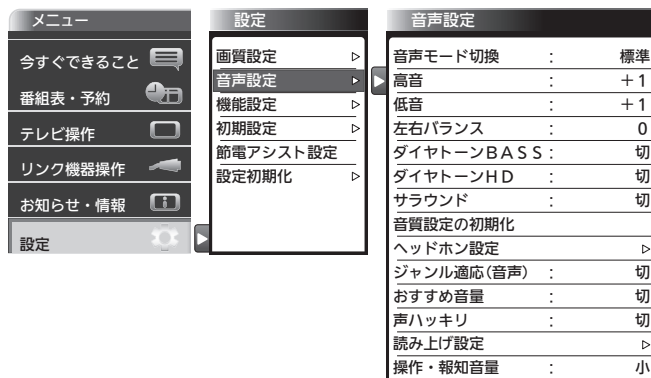 メニュー
今すぐできること
番組表・予約
テレビ操作
リンク機器操作
お知らせ・情報
設定
設定
画質設定
音声設定
機能設定
初期設定
節電アシスト設定
設定初期化
音声設定
音声モード切換 : 標準
高音 : +1
低音 : +1
左右バランス : 0
ダイヤトーンBASS : 切
ダイヤトーンHD : 切
サラウンド : 切
音質設定の初期化
ヘッドホン設定
ジャンル適応(音声) : 切
おすすめ音量 : 切
声ハッキリ : 切
読み上げ設定
操作・報知音量 : 小